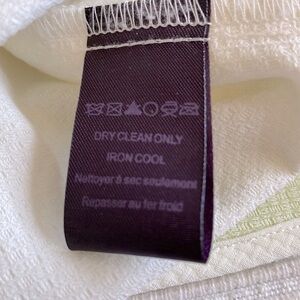 DRY CLEAN ONLY
IRON COOL
Nettoyer à sec seulement
Repasser au fer froid